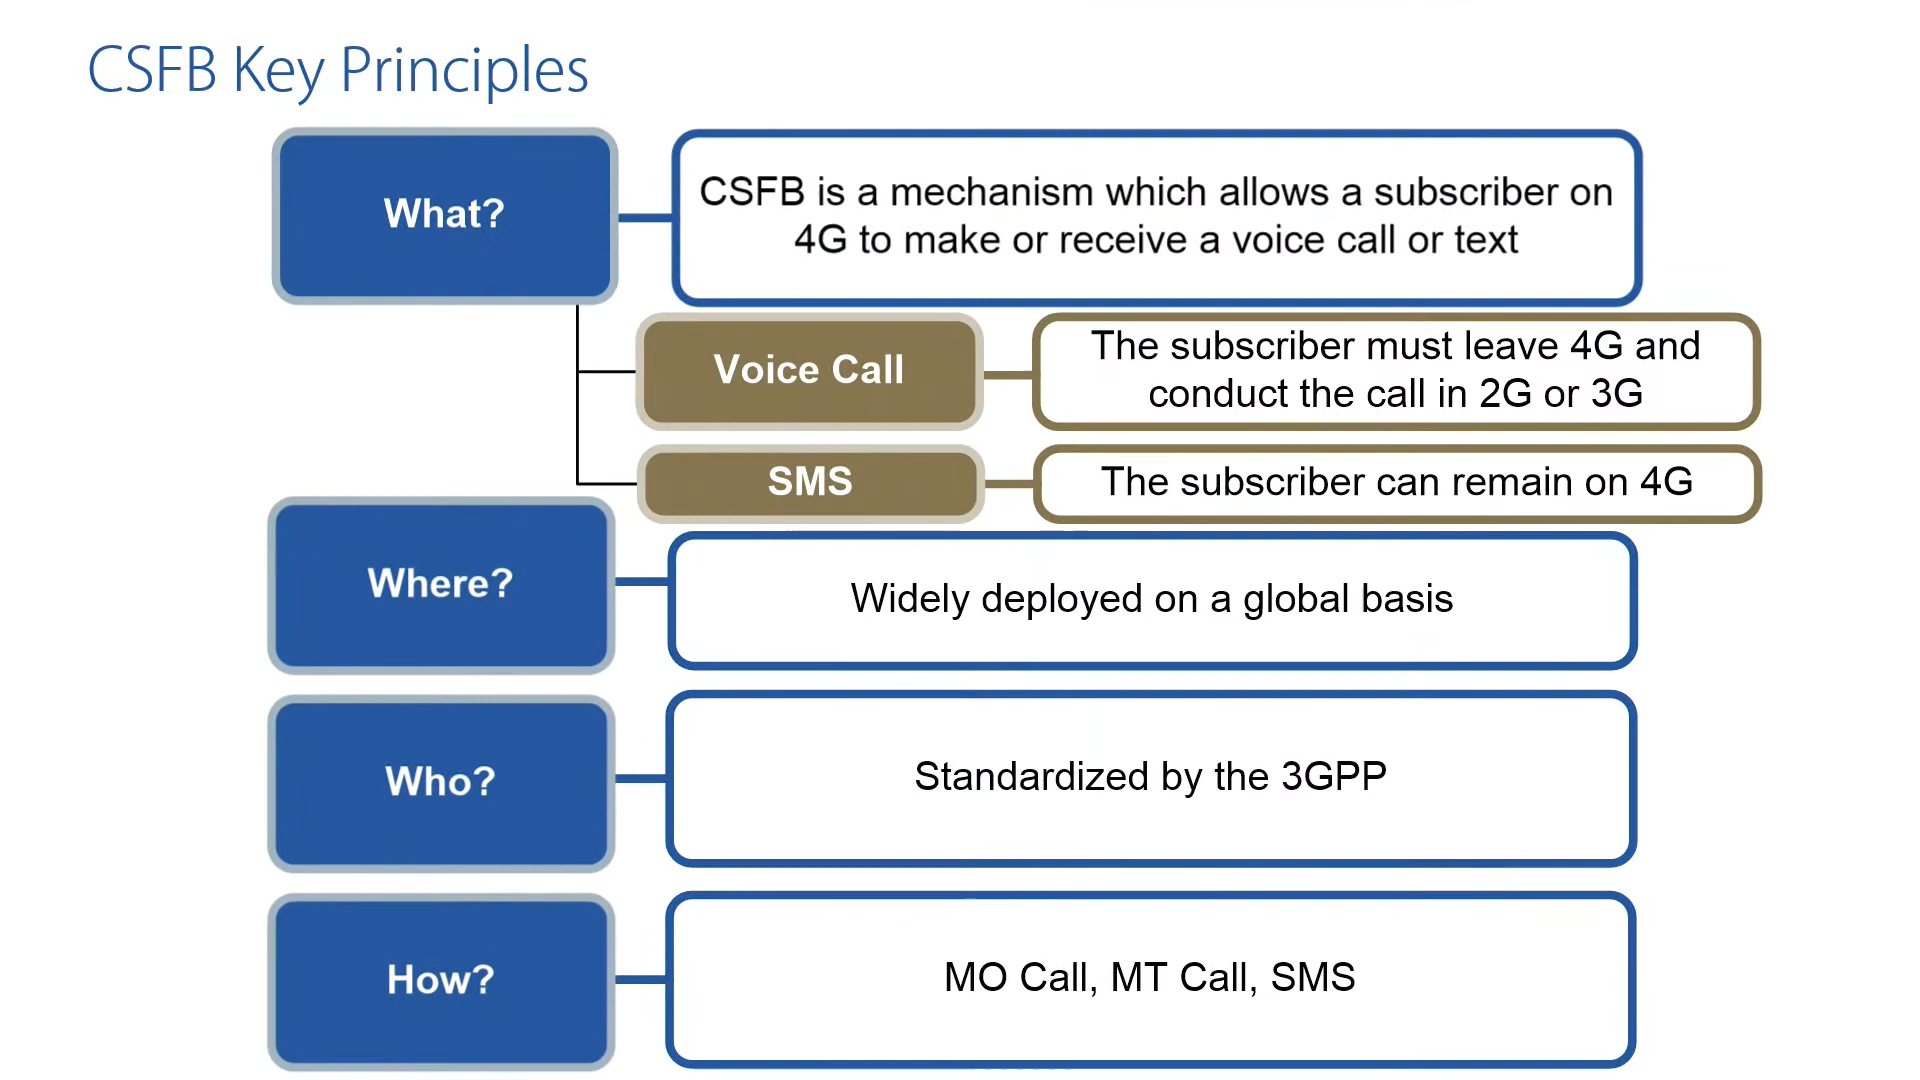 CSFB Key Principles
What?
CSFB is a mechanism which allows a subscriber on
4G to make or receive a voice call or text
Voice Call
The subscriber must leave 4G and
conduct the call in 2G or 3G
SMS
The subscriber can remain on 4G
Where?
Widely deployed on a global basis
Who?
Standardized by the 3GPP
How?
MO Call, MT Call, SMS